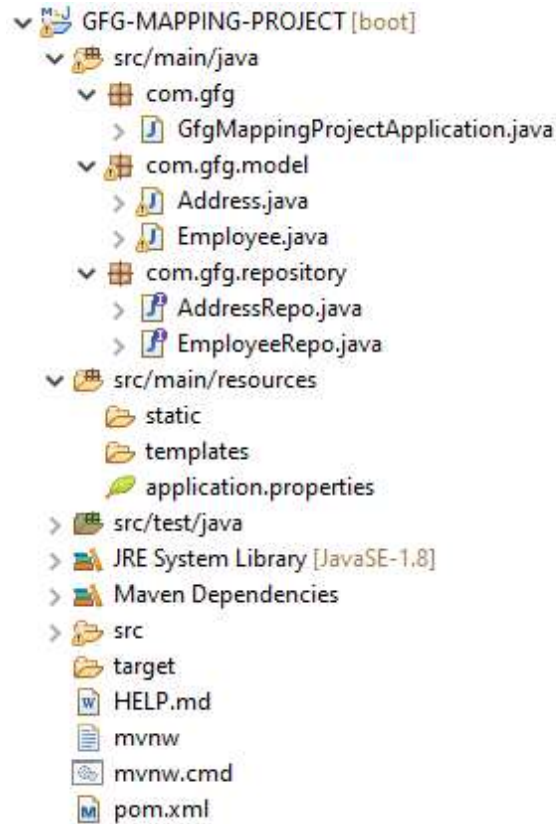 GFG-MAPPING-PROJECT [boot]
src/main/java
com.gfg
GfgMappingProjectApplication.java
com.gfg.model
Address.java
Employee.java
com.gfg.repository
AddressRepo.java
EmployeeRepo.java
src/main/resources
static
templates
application.properties
src/test/java
JRE System Library [JavaSE-1.8]
Maven Dependencies
src
target
HELP.md
mvnw
mvnw.cmd
pom.xml